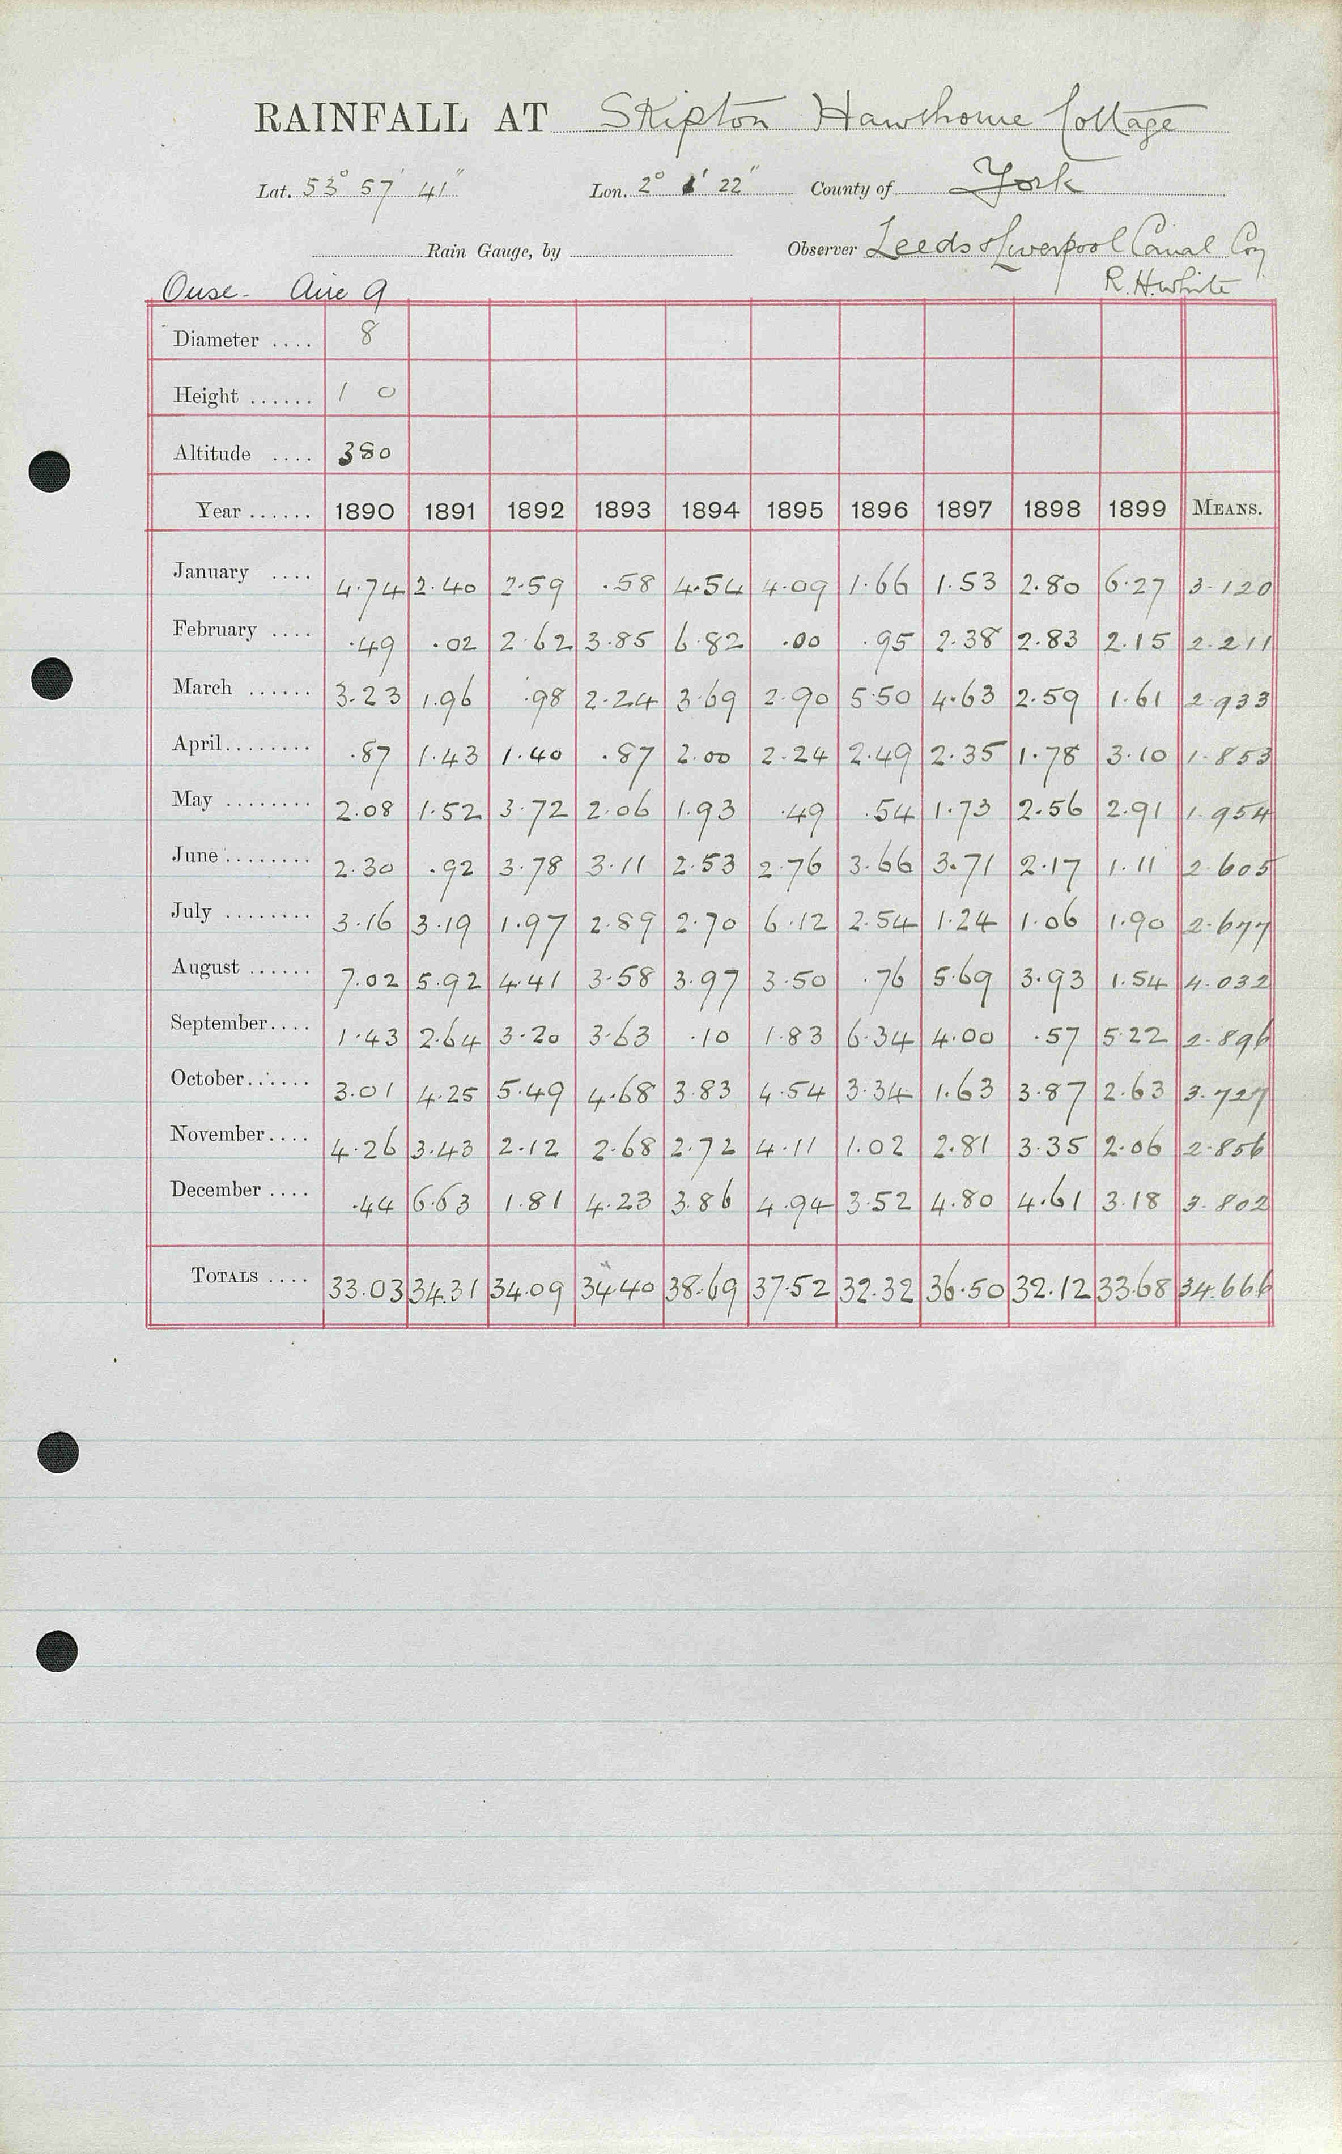 RAINFALL AT Skipton Hawthorne Cottage
Lat. 53° 57' 41" Lon. 2° 1' 22" County of York
Rain Gauge, by Observer Leeds & Liverpool Canal Coy
Ouse - Aire 9 R. H. White
Diameter .... 8
Height ...... 1 0
Altitude .... 380
Year ...... 1890 1891 1892 1893 1894 1895 1896 1897 1898 1899 MEANS.
January .... 4.74 2.40 2.59 .58 4.54 4.09 1.66 1.53 2.80 6.27 3.120
February .... .49 .02 2.62 3.85 6.82 .00 .95 2.38 2.83 2.15 2.211
March ...... 3.23 1.96 .98 2.24 3.69 2.90 5.50 4.63 2.59 1.61 2.933
April........ .87 1.43 1.40 .87 2.00 2.24 2.49 2.35 1.78 3.10 1.853
May ........ 2.08 1.52 3.72 2.06 1.93 .49 .54 1.73 2.56 2.91 1.954
June ........ 2.30 .92 3.78 3.11 2.53 2.76 3.66 3.71 2.17 1.11 2.605
July ........ 3.16 3.19 1.97 2.89 2.70 6.12 2.54 1.24 1.06 1.90 2.677
August ...... 7.02 5.92 4.41 3.58 3.97 3.50 .76 5.69 3.93 1.54 4.032
September.... 1.43 2.64 3.20 3.63 .10 1.83 6.34 4.00 .57 5.22 2.896
October....... 3.01 4.25 5.49 4.68 3.83 4.54 3.34 1.63 3.87 2.63 3.727
November.... 4.26 3.43 2.12 2.68 2.72 4.11 1.02 2.81 3.35 2.06 2.856
December .... .44 6.63 1.81 4.23 3.86 4.94 3.52 4.80 4.61 3.18 3.802
TOTALS .... 33.03 34.31 34.09 34.40 38.69 37.52 32.32 36.50 32.12 33.68 34.666